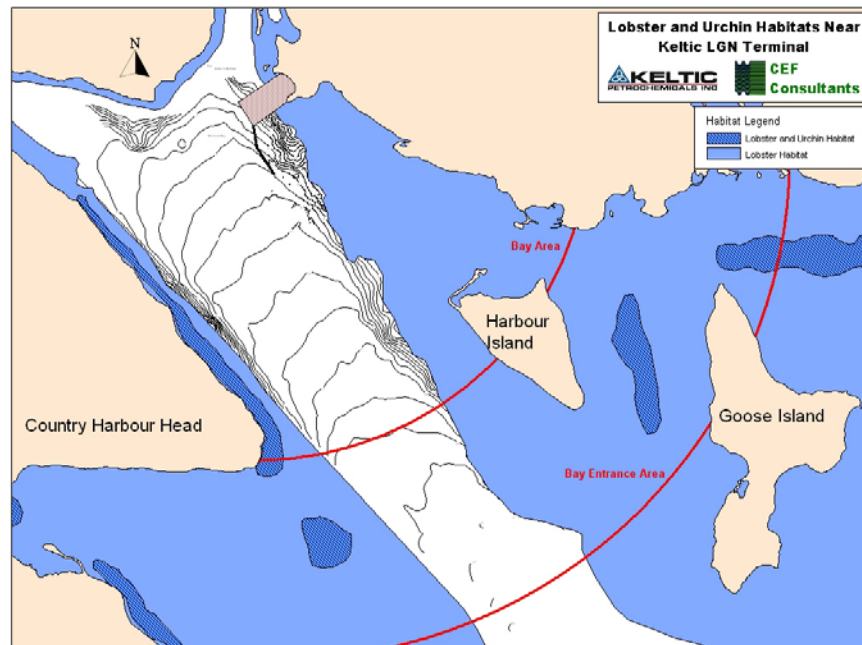 Lobster and Urchin Habitats Near
Keltic LGN Terminal
KELTIC
PETROCHEMICALS INC
CEF
Consultants
N
Habitat Legend
Lobster and Urchin Habitat
Lobster Habitat
Bay Area
Harbour
Island
Goose Island
Country Harbour Head
Bay Entrance Area